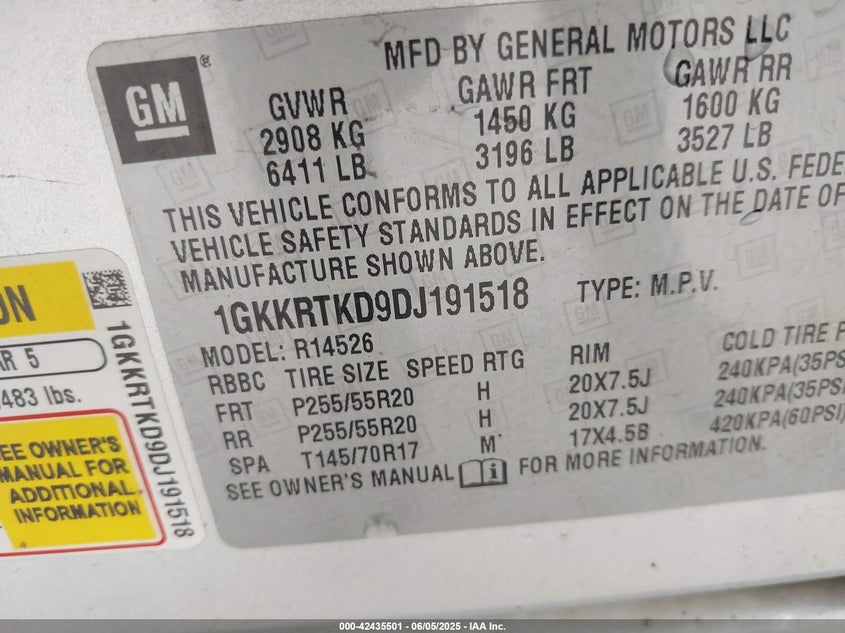 GM
MFD BY GENERAL MOTORS LLC
GVWR GAWR FRT GAWR RR
2908 KG 1450 KG 1600 KG
6411 LB 3196 LB 3527 LB
THIS VEHICLE CONFORMS TO ALL APPLICABLE U.S. FEDE
VEHICLE SAFETY STANDARDS IN EFFECT ON THE DATE OF
MANUFACTURE SHOWN ABOVE.
1GKKRTKD9DJ191518 TYPE: M.P.V.
MODEL: R14526
RBBC TIRE SIZE SPEED RTG RIM COLD TIRE P
FRT P255/55R20 H 20X7.5J 240KPA(35PSI
RR P255/55R20 H 20X7.5J 240KPA(35PSI
SPA T145/70R17 M 17X4.5B 420KPA(60PSI)
SEE OWNER'S MANUAL FOR MORE INFORMATION.
ON
AR 5
483 lbs.
SEE OWNER'S
MANUAL FOR
ADDITIONAL
INFORMATION
1GKKRTKD9DJ191518
000-42435501 - 06/05/2025 - IAA Inc.